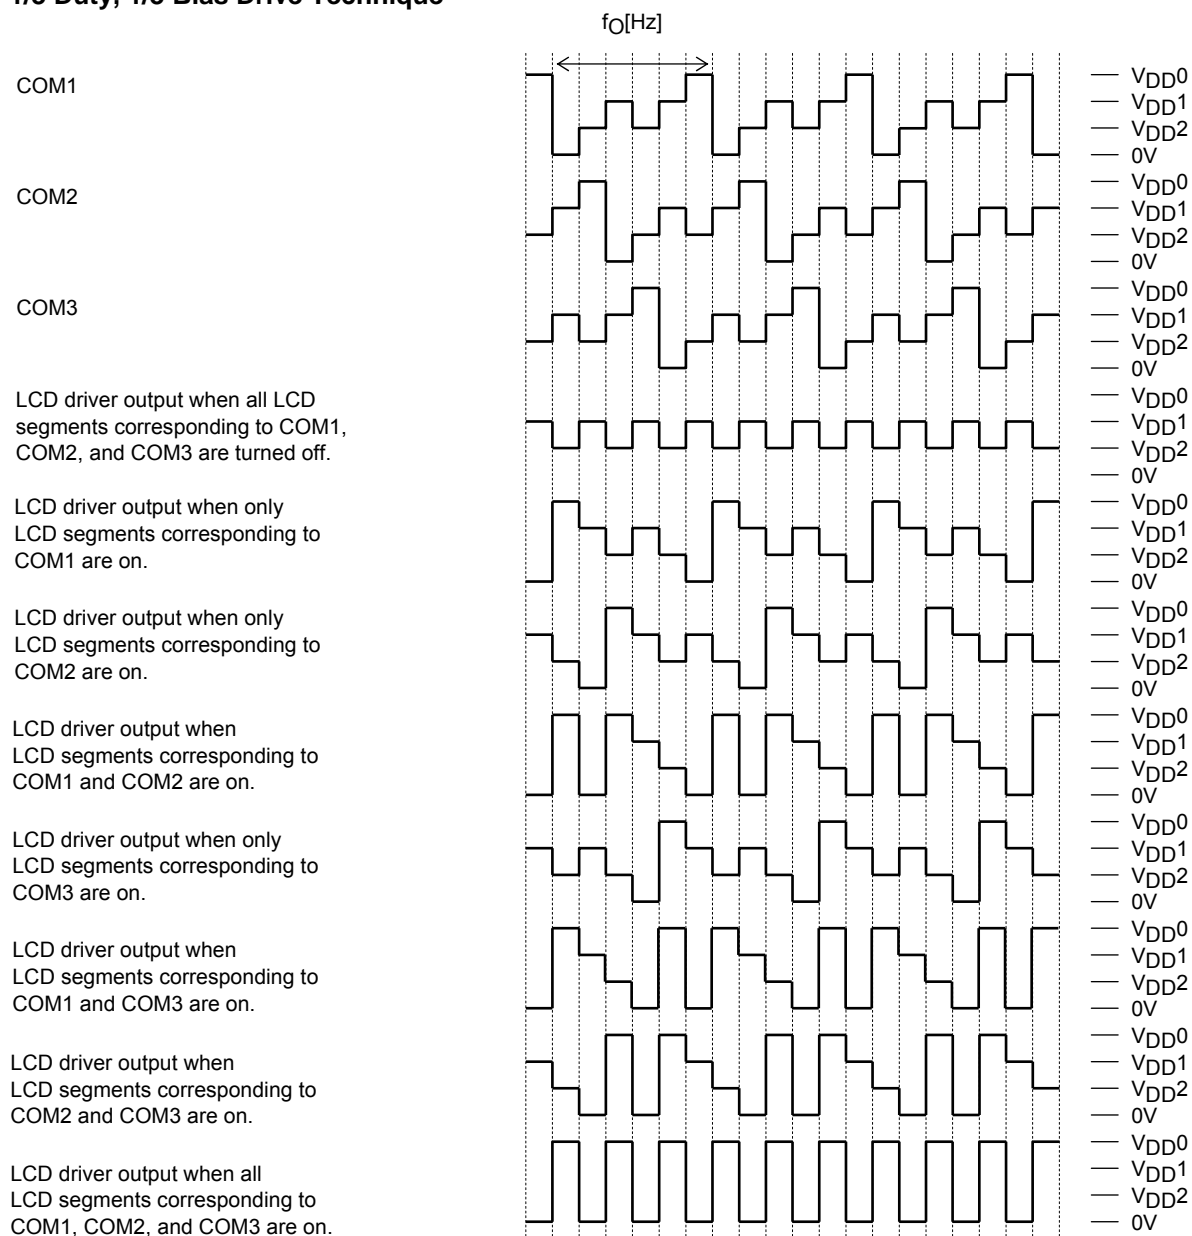 fO[Hz]
COM1
VDD0
VDD1
VDD2
0V
COM2
VDD0
VDD1
VDD2
0V
COM3
VDD0
VDD1
VDD2
0V
LCD driver output when all LCD
segments corresponding to COM1,
COM2, and COM3 are turned off.
VDD0
VDD1
VDD2
0V
LCD driver output when only
LCD segments corresponding to
COM1 are on.
VDD0
VDD1
VDD2
0V
LCD driver output when only
LCD segments corresponding to
COM2 are on.
VDD0
VDD1
VDD2
0V
LCD driver output when
LCD segments corresponding to
COM1 and COM2 are on.
VDD0
VDD1
VDD2
0V
LCD driver output when only
LCD segments corresponding to
COM3 are on.
VDD0
VDD1
VDD2
0V
LCD driver output when
LCD segments corresponding to
COM1 and COM3 are on.
VDD0
VDD1
VDD2
0V
LCD driver output when
LCD segments corresponding to
COM2 and COM3 are on.
VDD0
VDD1
VDD2
0V
LCD driver output when all
LCD segments corresponding to
COM1, COM2, and COM3 are on.
VDD0
VDD1
VDD2
0V